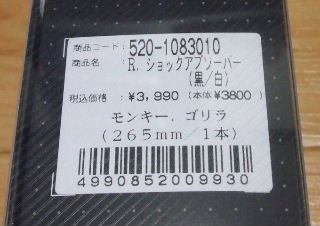 商品コード: 520-1083010
商品名 : R. ショックアブソーバー
(黒/白)
税込価格 : ¥3,990 (本体 ¥3800)
モンキー. ゴリラ
(265mm/1本)
4990852009930